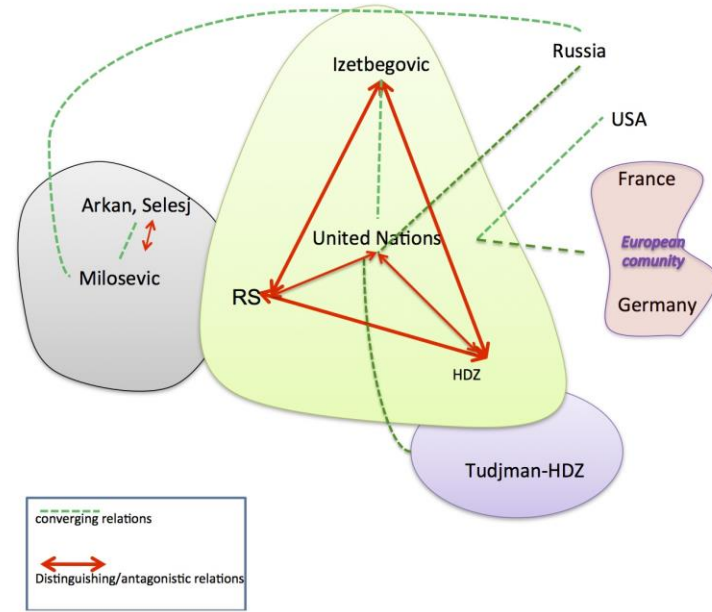 Izetbegovic
Russia
USA
France
European
comunity
Germany
Arkan, Selesj
Milosevic
United Nations
RS
HDZ
Tudjman-HDZ
converging relations
Distinguishing/antagonistic relations